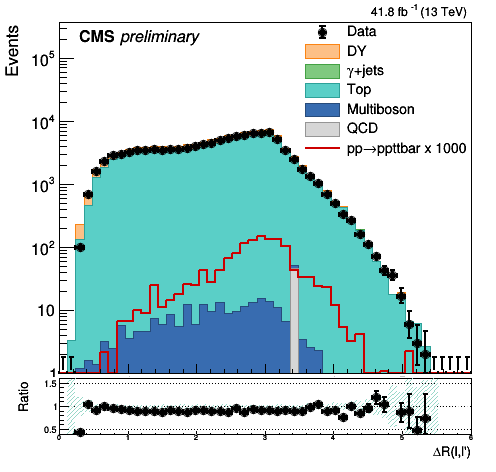 41.8 fb⁻¹ (13 TeV)
CMS preliminary
Events
Data
DY
γ+jets
Top
Multiboson
QCD
pp→ppttbar x 1000
10⁵
10⁴
10³
10²
10
1
Ratio
1.5
1
0.5
0 1 2 3 4 5 6
ΔR(l,l')